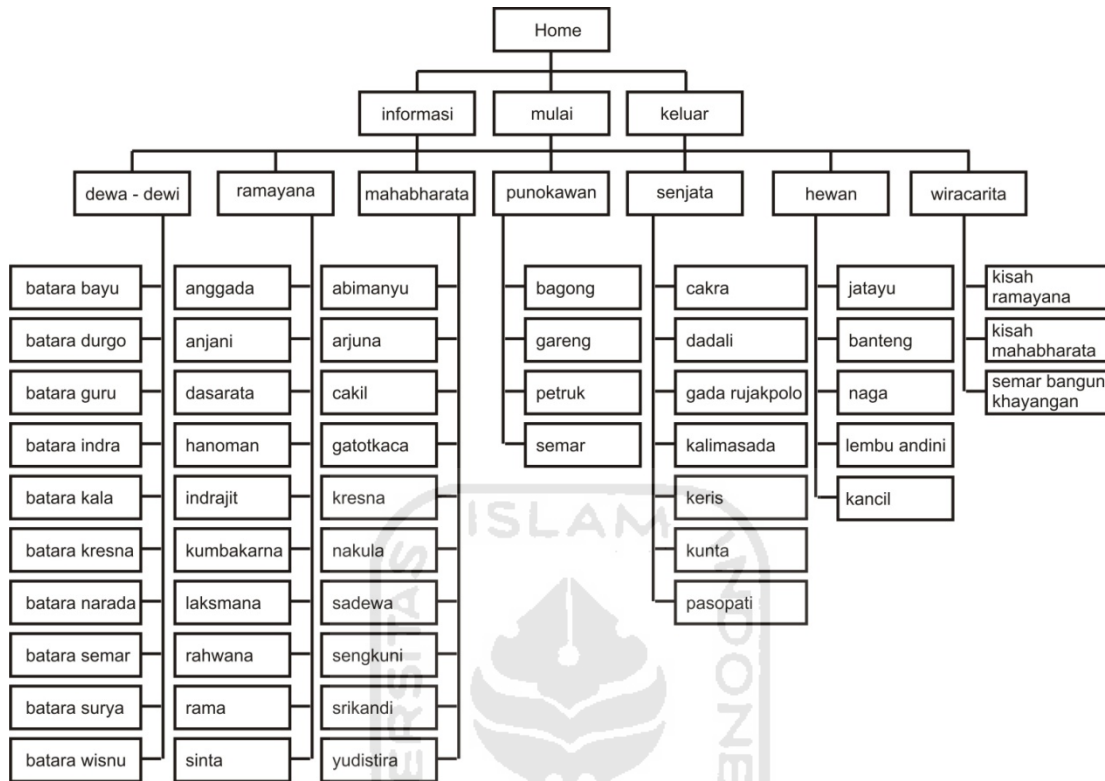 Home
informasi
mulai
keluar
dewa - dewi
ramayana
mahabharata
punokawan
senjata
hewan
wiracarita
batara bayu
batara durgo
batara guru
batara indra
batara kala
batara kresna
batara narada
batara semar
batara surya
batara wisnu
anggada
anjani
dasarata
hanoman
indrajit
kumbakarna
laksmana
rahwana
rama
sinta
abimanyu
arjuna
cakil
gatotkaca
kresna
nakula
sadewa
sengkuni
srikandi
yudistira
bagong
gareng
petruk
semar
cakra
dadali
gada rujakpolo
kalimasada
keris
kunta
pasopati
jatayu
banteng
naga
lembu andini
kancil
kisah
ramayana
kisah
mahabharata
semar bangun
khayangan
ERSITAS
ISLAM
INDONE